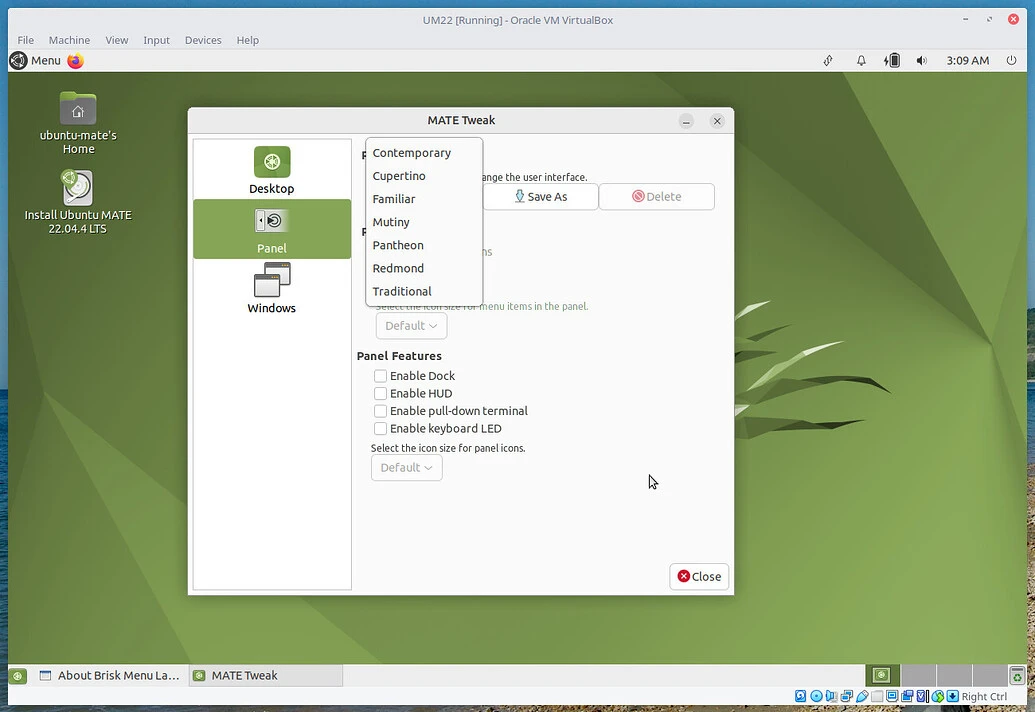 UM22 [Running] - Oracle VM VirtualBox
File Machine View Input Devices Help
Menu
3:09 AM
ubuntu-mate's
Home
Install Ubuntu MATE
22.04.4 LTS
MATE Tweak
Desktop
Panel
Windows
Contemporary
Cupertino
Familiar
Mutiny
Pantheon
Redmond
Traditional
ange the user interface.
Save As
Delete
ns
Select the icon size for menu items in the panel.
Default
Panel Features
Enable Dock
Enable HUD
Enable pull-down terminal
Enable keyboard LED
Select the icon size for panel icons.
Default
Close
About Brisk Menu La...
MATE Tweak
Right Ctrl